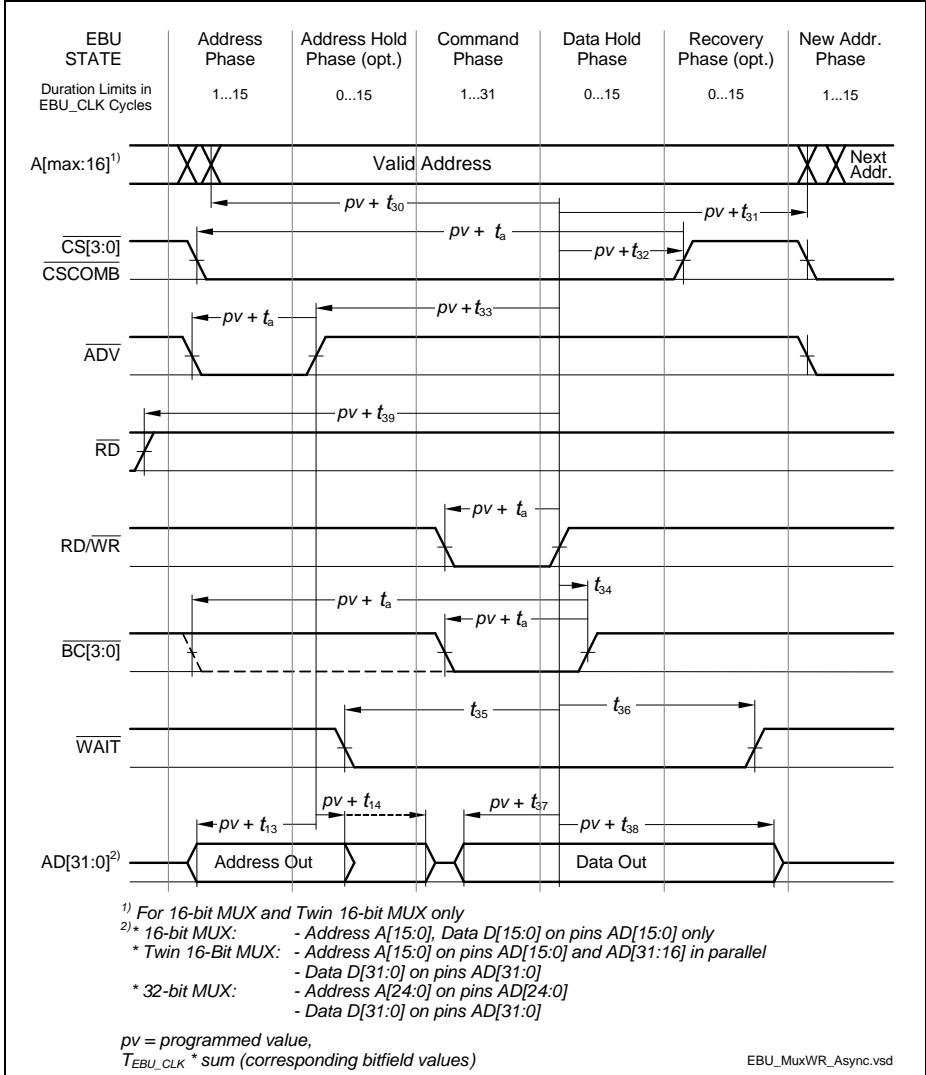 EBU STATE
Address Phase
Address Hold Phase (opt.)
Command Phase
Data Hold Phase
Recovery Phase (opt.)
New Addr. Phase
Duration Limits in EBU_CLK Cycles
1...15
0...15
1...31
0...15
0...15
1...15
A[max:16]1)
Valid Address
Next Addr.
pv + t30
pv + t31
CS[3:0]
CSCOMB
pv + ta
pv + t32
ADV
pv + ta
pv + t33
RD
pv + t39
RD/WR
pv + ta
t34
BC[3:0]
pv + ta
pv + ta
WAIT
t35
t36
AD[31:0]2)
pv + t13
pv + t14
pv + t37
pv + t38
Address Out
Data Out
1) For 16-bit MUX and Twin 16-bit MUX only
2)* 16-bit MUX: - Address A[15:0], Data D[15:0] on pins AD[15:0] only
* Twin 16-Bit MUX: - Address A[15:0] on pins AD[15:0] and AD[31:16] in parallel
- Data D[31:0] on pins AD[31:0]
* 32-bit MUX: - Address A[24:0] on pins AD[24:0]
- Data D[31:0] on pins AD[31:0]
pv = programmed value,
TEBU_CLK * sum (corresponding bitfield values)
EBU_MuxWR_Async.vsd